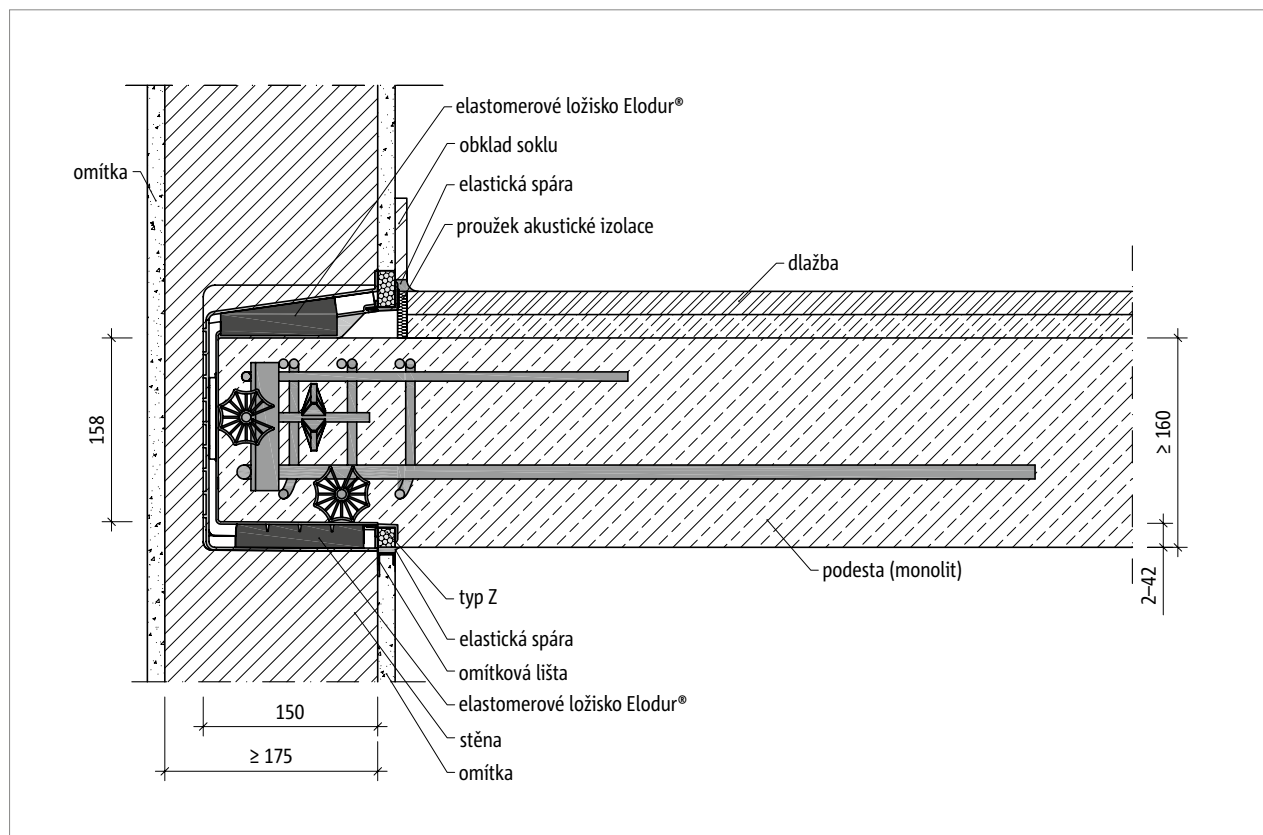 elastomerové ložisko Elodur®
obklad soklu
omítka
elastická spára
proužek akustické izolace
dlažba
158
≥ 160
podesta (monolit)
2–42
typ Z
elastická spára
omítková lišta
elastomerové ložisko Elodur®
150
stěna
≥ 175
omítka